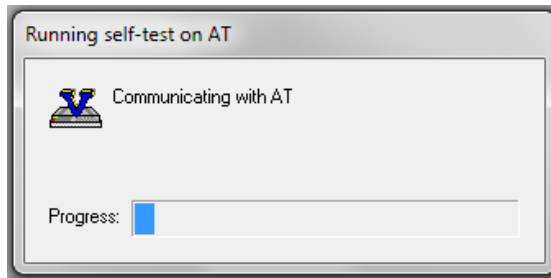 Running self-test on AT
Communicating with AT
Progress: